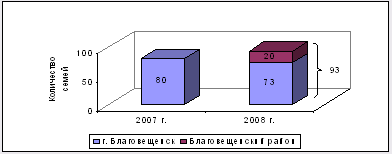 Количество
семей
100
50
0
80
20
73
93
2007 г.
2008 г.
г. Благовещенск
Благовещенский район